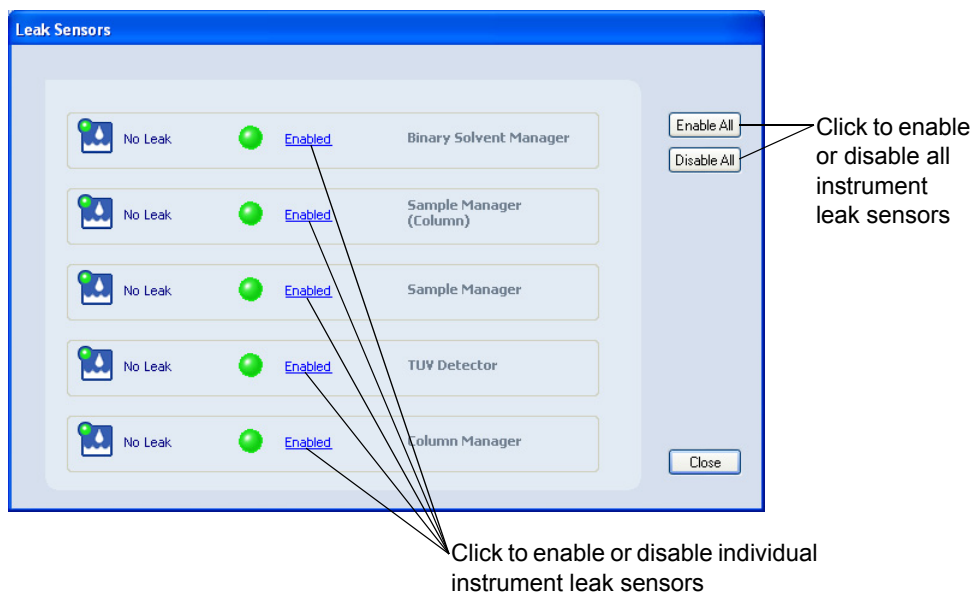 Leak Sensors
No Leak Enabled Binary Solvent Manager
No Leak Enabled Sample Manager
(Column)
No Leak Enabled Sample Manager
No Leak Enabled TUV Detector
No Leak Enabled Column Manager
Enable All
Disable All
Close
Click to enable
or disable all
instrument
leak sensors
Click to enable or disable individual
instrument leak sensors